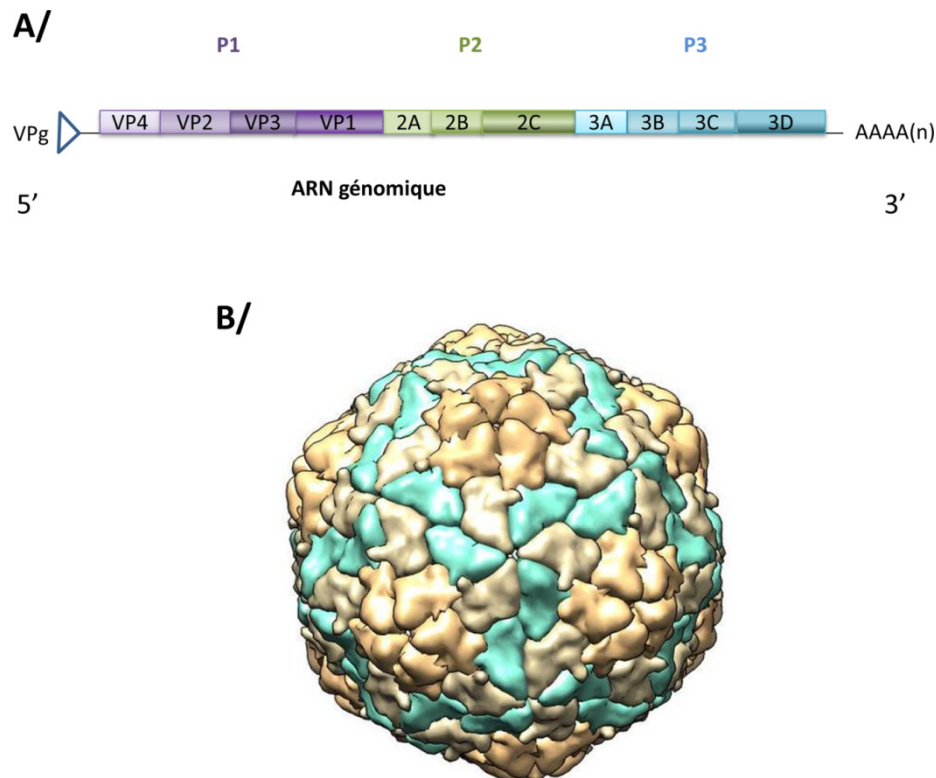 A/
P1 P2 P3
VPg VP4 VP2 VP3 VP1 2A 2B 2C 3A 3B 3C 3D AAAA(n)
ARN génomique
5’ 3’
B/